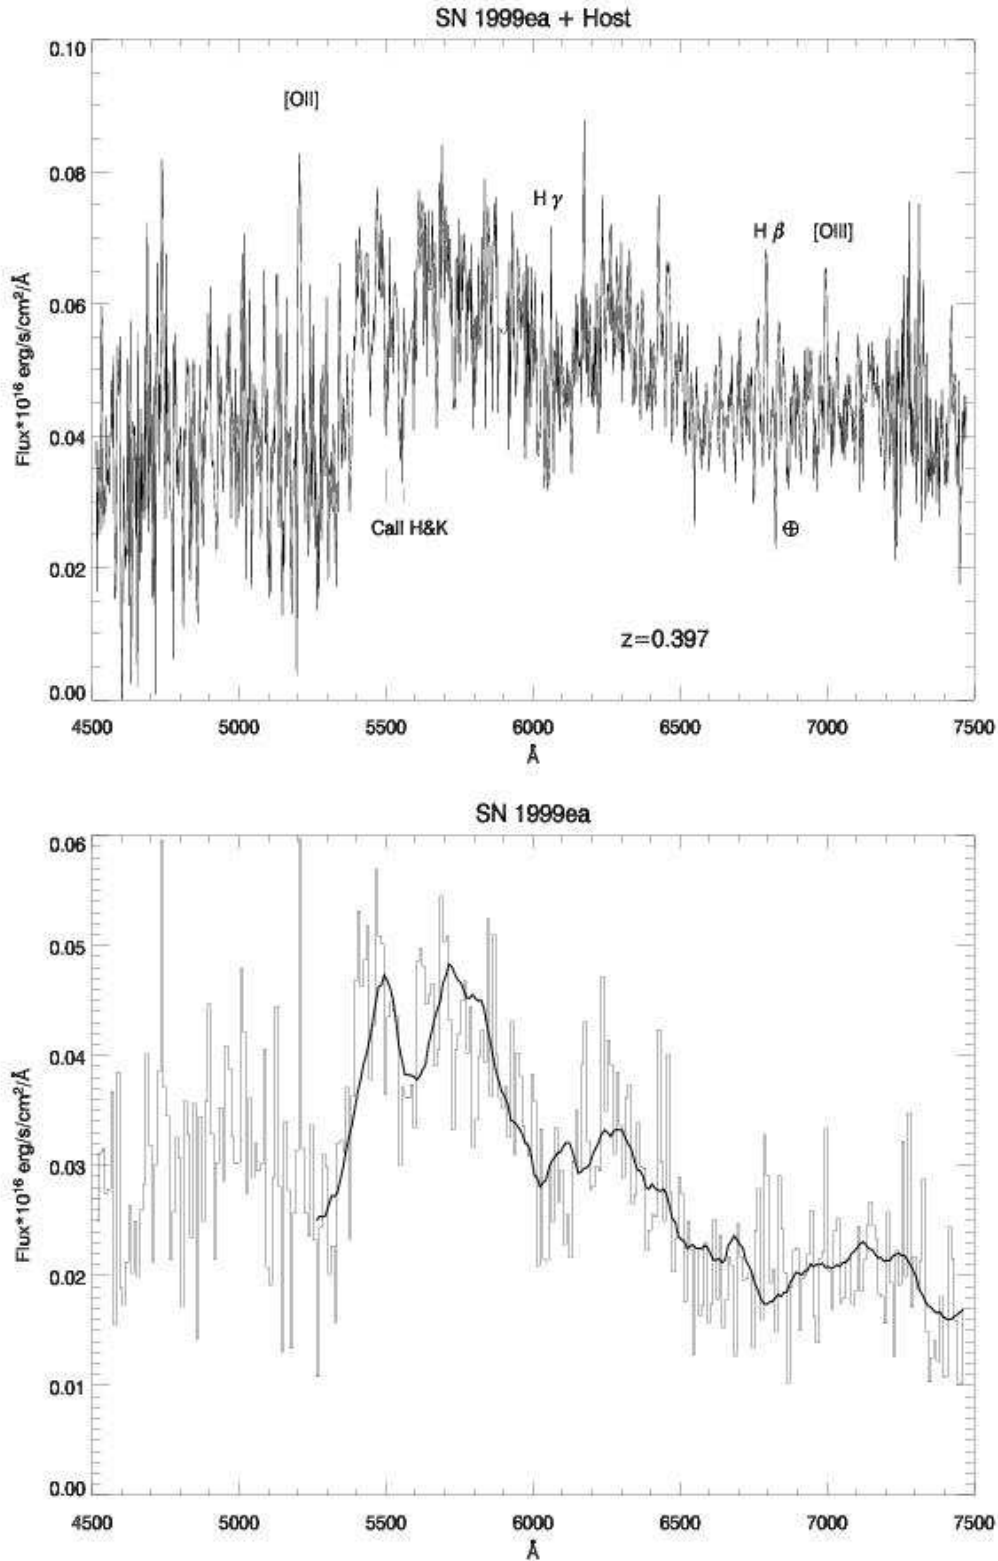 SN 1999ea + Host
0.10
[OII]
0.08
H γ
H β [OIII]
0.06
Flux*10¹⁶ erg/s/cm²/Å
0.04
CaII H&K
⊕
0.02
z=0.397
0.00
4500 5000 5500 6000 6500 7000 7500
Å
SN 1999ea
0.06
0.05
0.04
Flux*10¹⁶ erg/s/cm²/Å
0.03
0.02
0.01
0.00
4500 5000 5500 6000 6500 7000 7500
Å